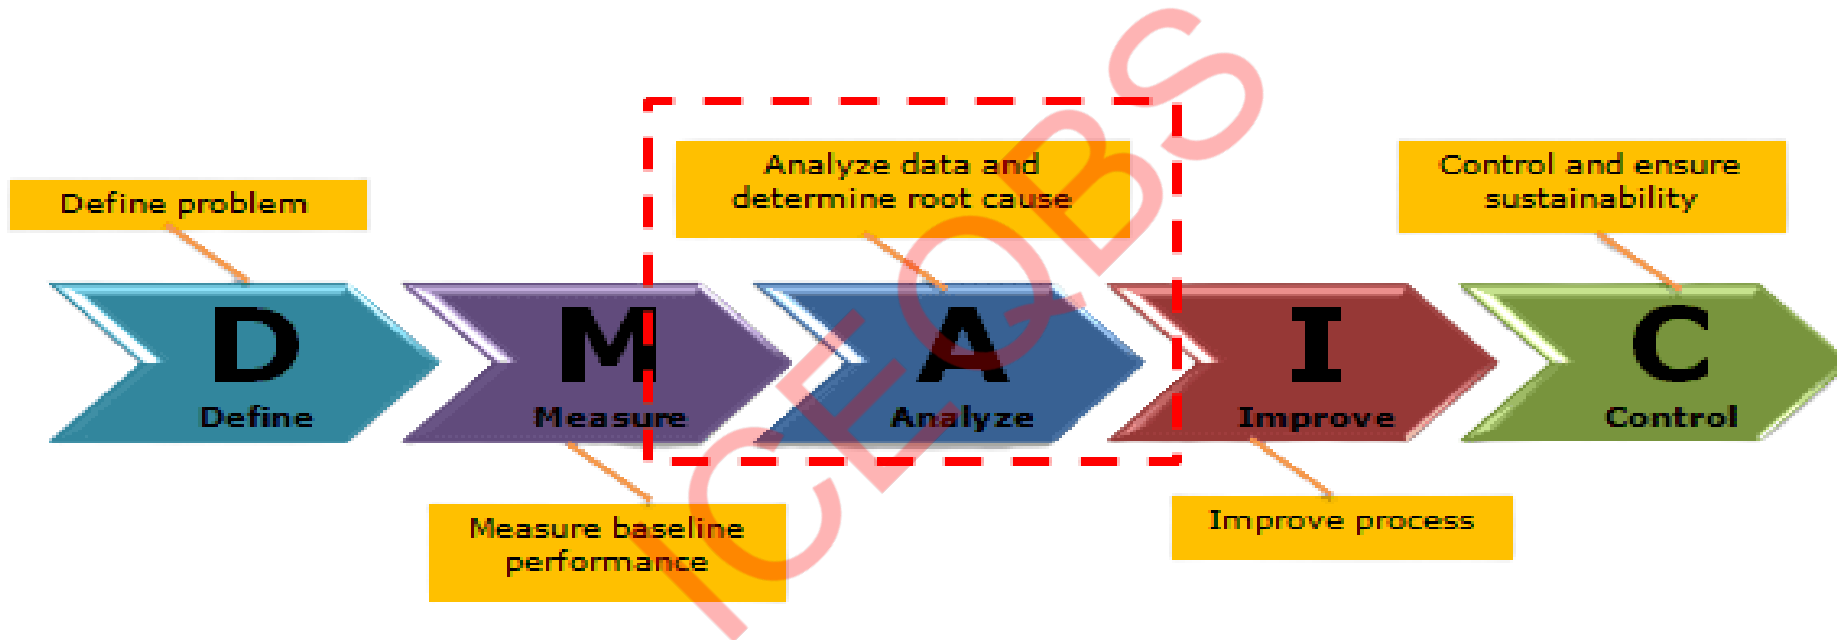 Define problem
Analyze data and
determine root cause
Control and ensure
sustainability
D
Define
M
Measure
A
Analyze
I
Improve
C
Control
Measure baseline
performance
Improve process
ICEQBS